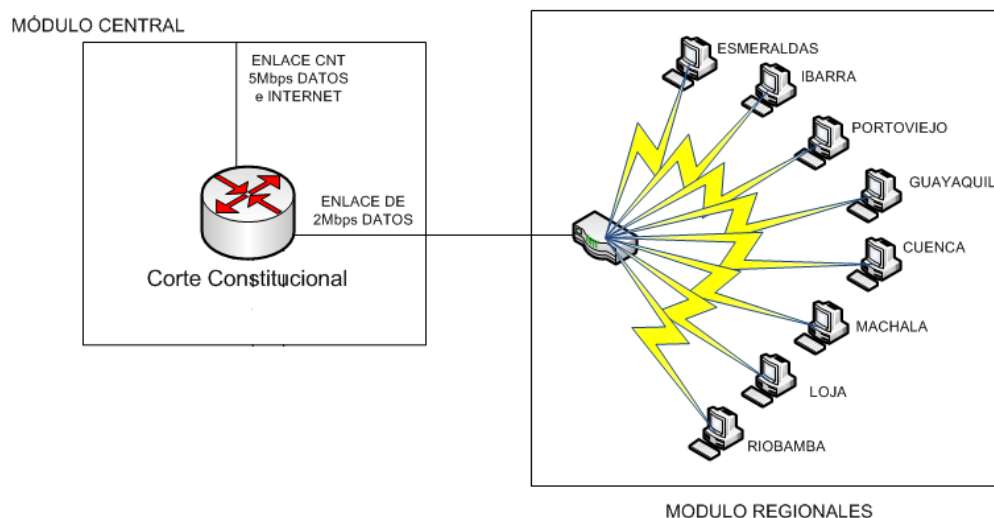 MÓDULO CENTRAL
ENLACE CNT
5Mbps DATOS
e INTERNET
ENLACE DE
2Mbps DATOS
Corte Constitucional
ESMERALDAS
IBARRA
PORTOVIEJO
GUAYAQUIL
CUENCA
MACHALA
LOJA
RIOBAMBA
MODULO REGIONALES